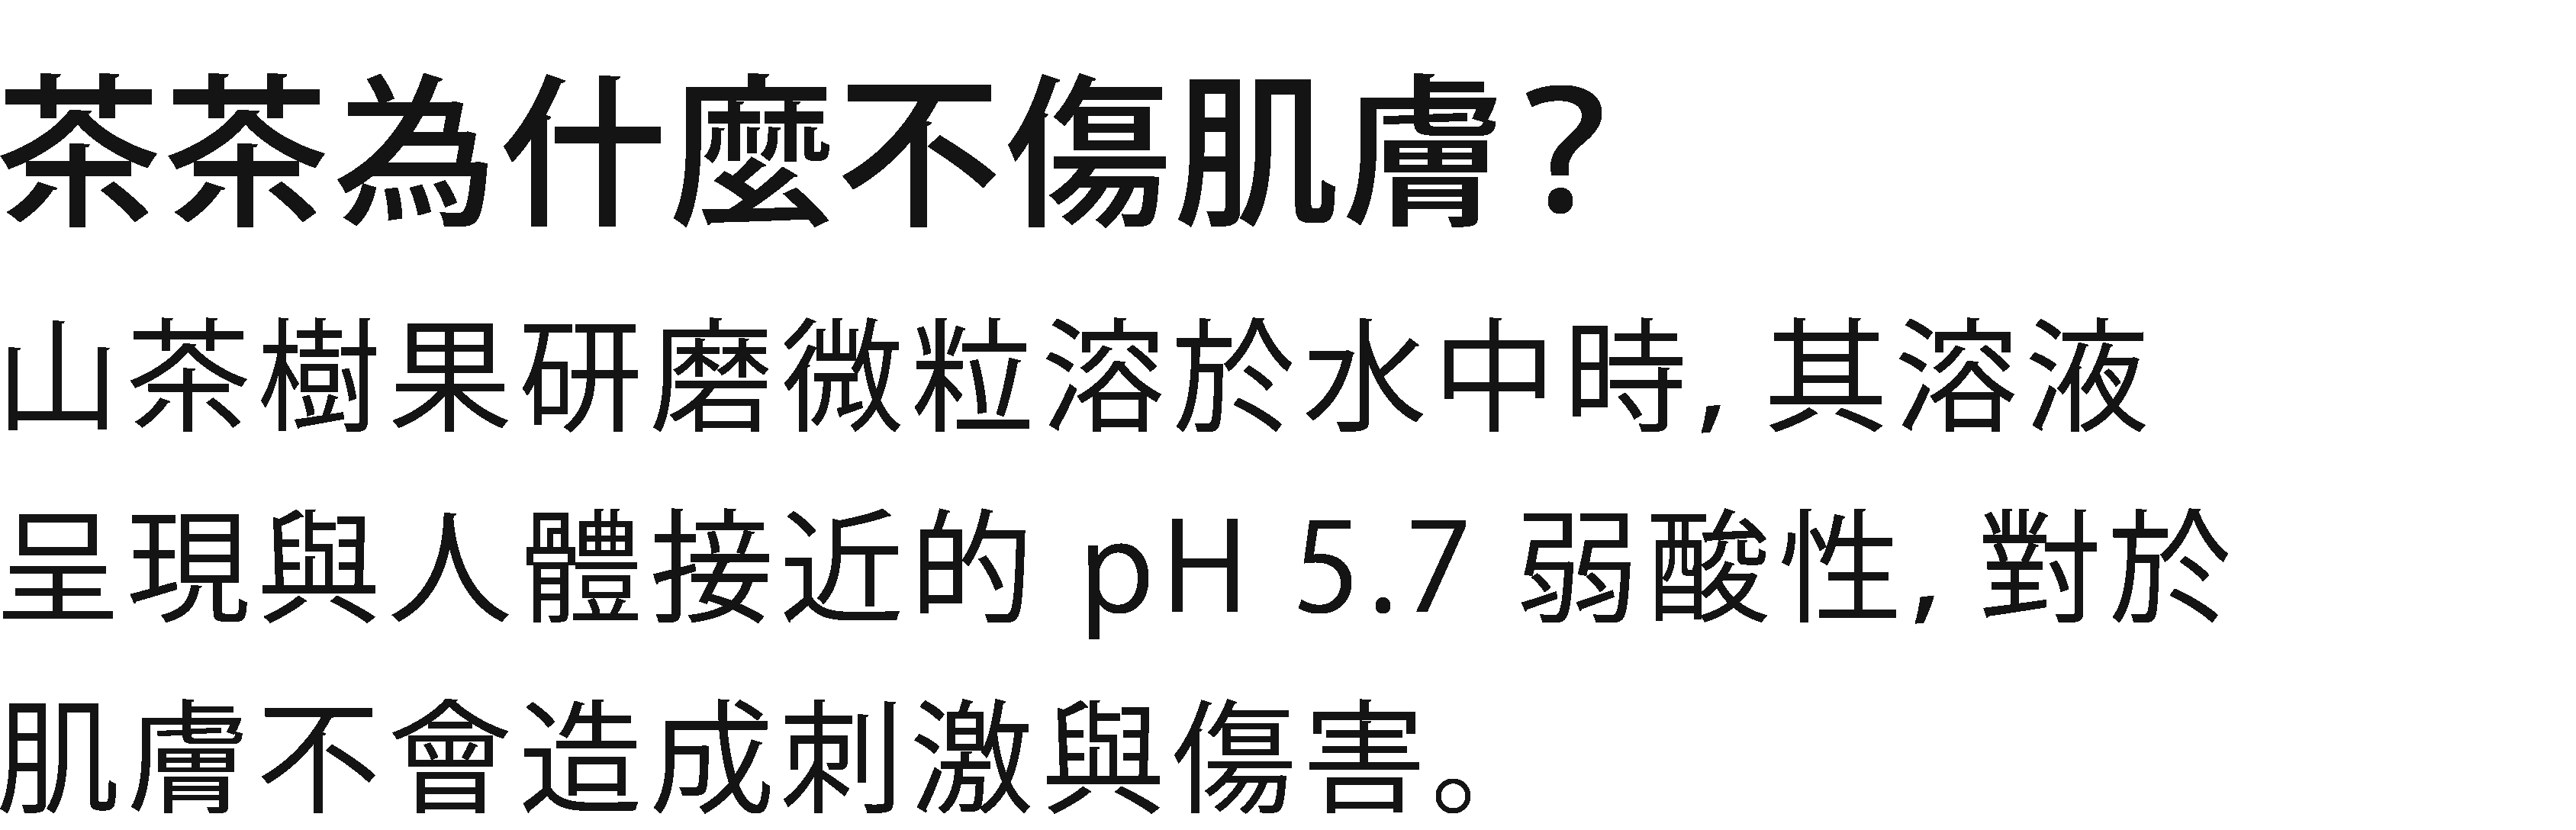 茶茶為什麼不傷肌膚？
山茶樹果研磨微粒溶於水中時, 其溶液
呈現與人體接近的 pH 5.7 弱酸性, 對於
肌膚不會造成刺激與傷害。